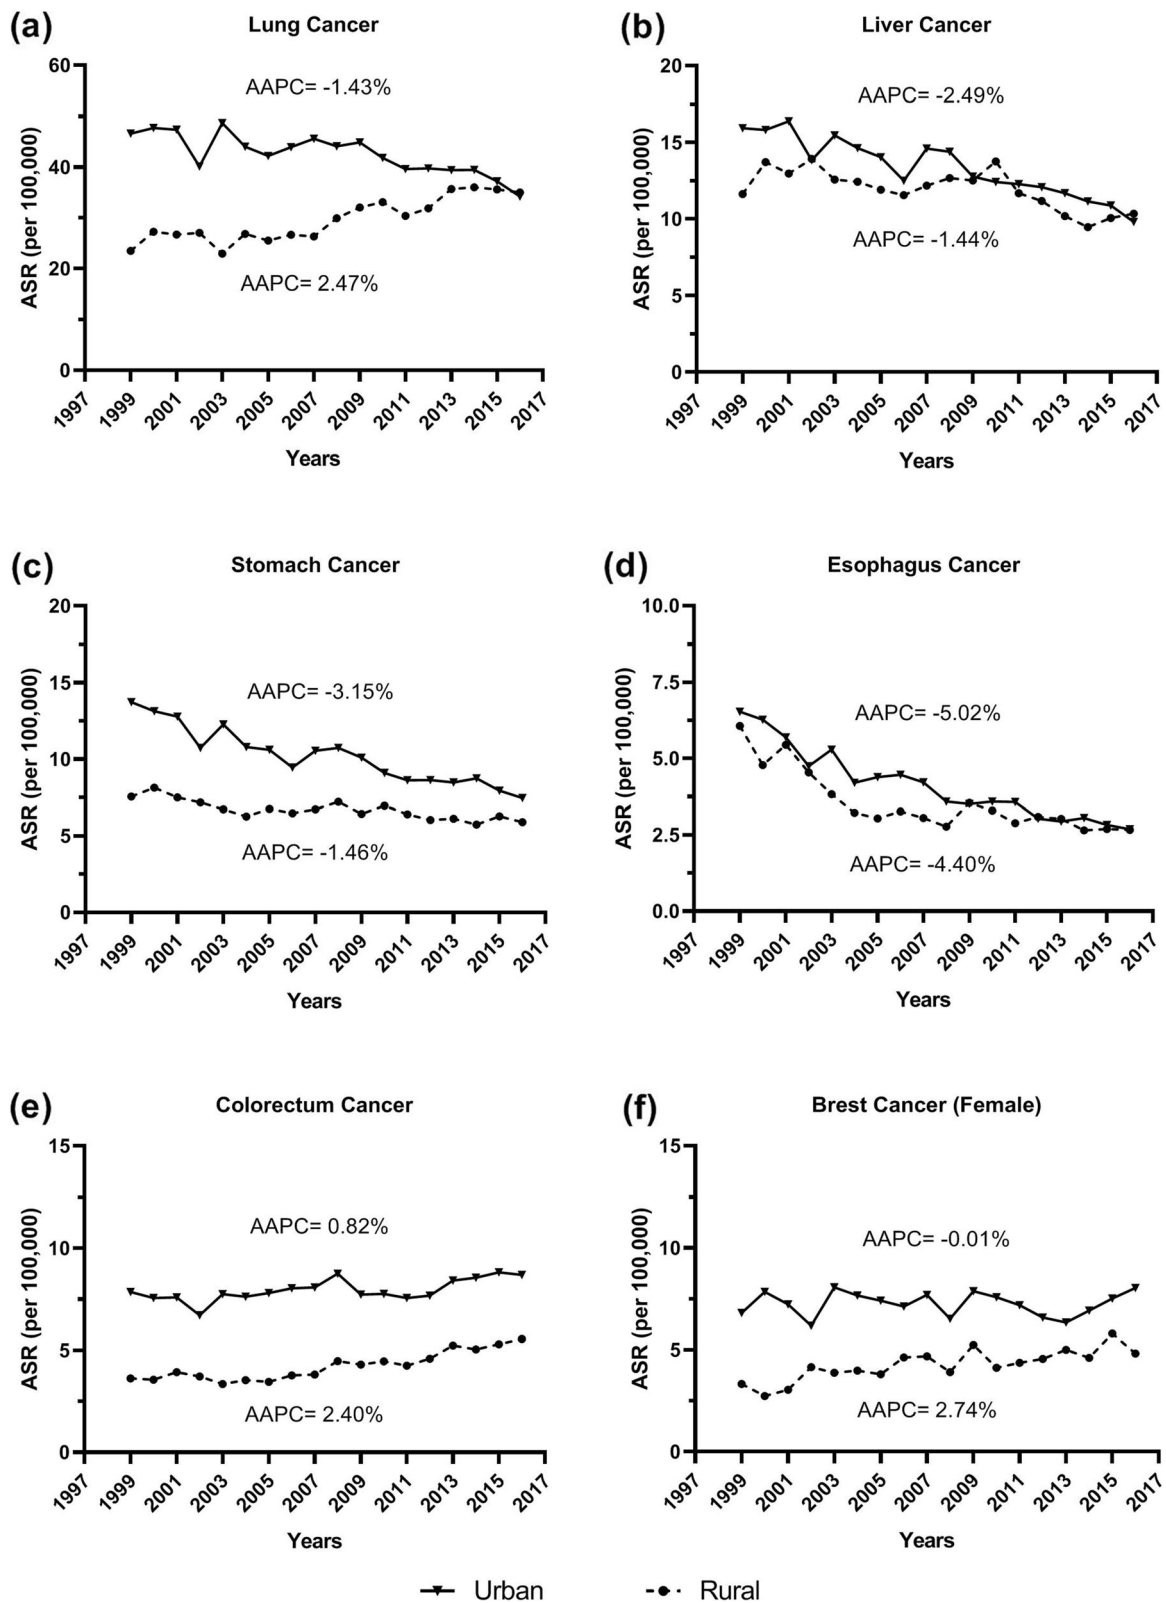 (a)
Lung Cancer
ASR (per 100,000)
60
40
20
0
AAPC= -1.43%
AAPC= 2.47%
1997 1999 2001 2003 2005 2007 2009 2011 2013 2015 2017
Years
(b)
Liver Cancer
ASR (per 100,000)
20
15
10
5
0
AAPC= -2.49%
AAPC= -1.44%
1997 1999 2001 2003 2005 2007 2009 2011 2013 2015 2017
Years
(c)
Stomach Cancer
ASR (per 100,000)
20
15
10
5
0
AAPC= -3.15%
AAPC= -1.46%
1997 1999 2001 2003 2005 2007 2009 2011 2013 2015 2017
Years
(d)
Esophagus Cancer
ASR (per 100,000)
10.0
7.5
5.0
2.5
0.0
AAPC= -5.02%
AAPC= -4.40%
1997 1999 2001 2003 2005 2007 2009 2011 2013 2015 2017
Years
(e)
Colorectum Cancer
ASR (per 100,000)
15
10
5
0
AAPC= 0.82%
AAPC= 2.40%
1997 1999 2001 2003 2005 2007 2009 2011 2013 2015 2017
Years
(f)
Brest Cancer (Female)
ASR (per 100,000)
15
10
5
0
AAPC= -0.01%
AAPC= 2.74%
1997 1999 2001 2003 2005 2007 2009 2011 2013 2015 2017
Years
Urban
Rural